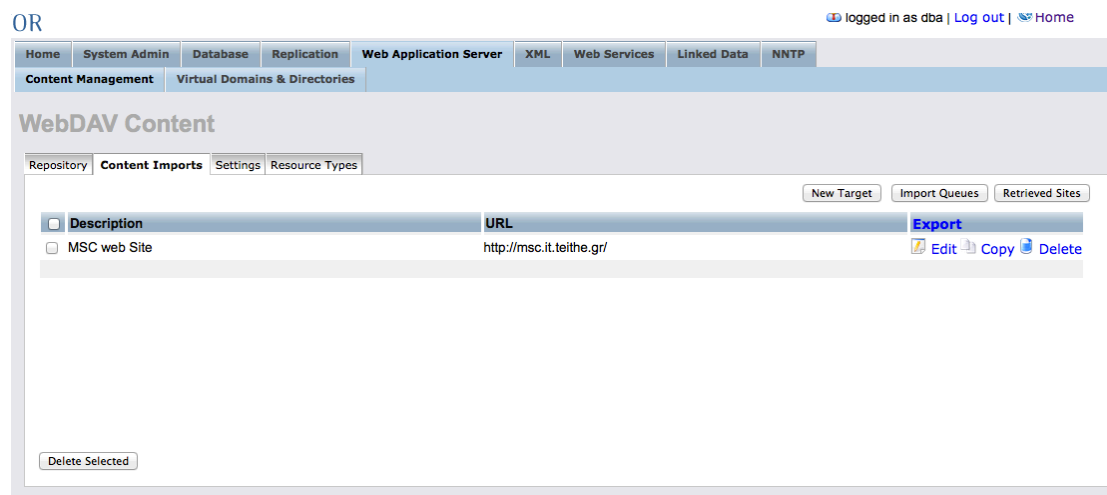 OR
logged in as dba | Log out | Home
Home System Admin Database Replication Web Application Server XML Web Services Linked Data NNTP
Content Management Virtual Domains & Directories
WebDAV Content
Repository Content Imports Settings Resource Types
New Target Import Queues Retrieved Sites
Description URL Export
MSC web Site http://msc.it.teithe.gr/ Edit Copy Delete
Delete Selected